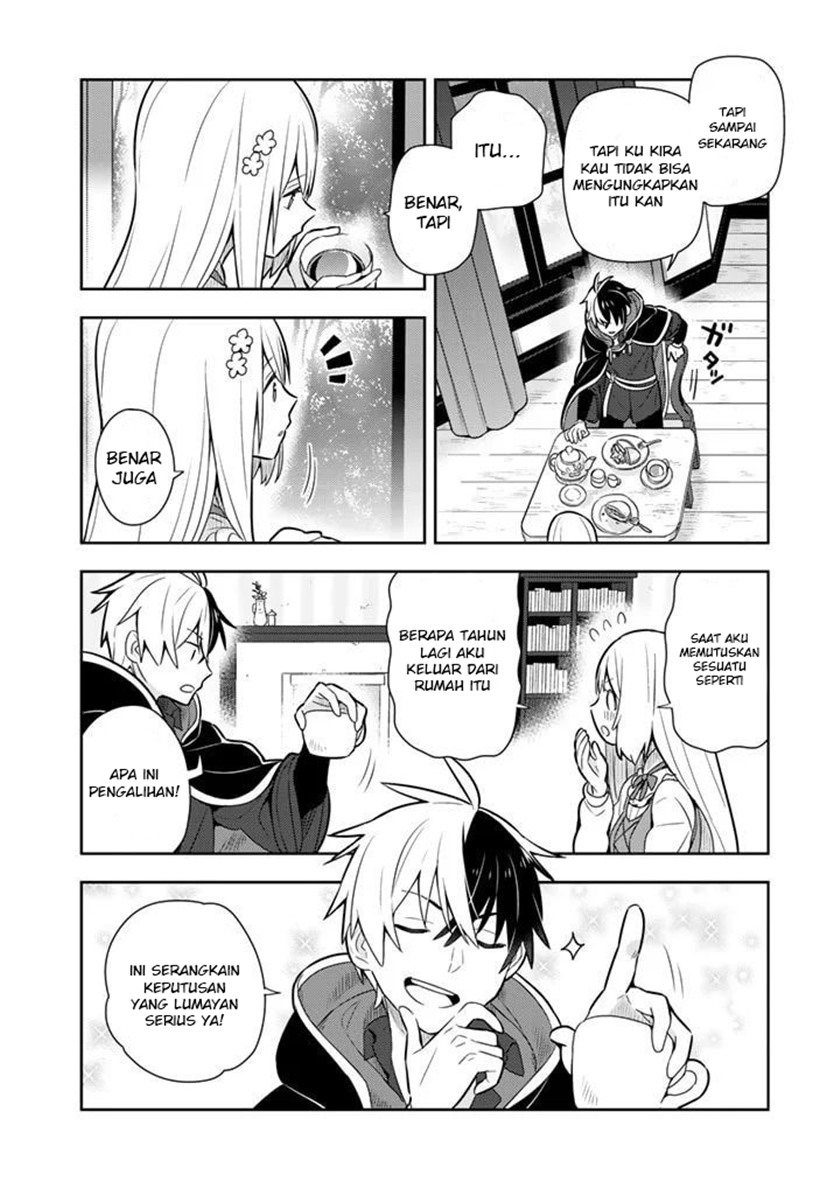 TAPI
SAMPAI
SEKARANG
TAPI KU KIRA
KAU TIDAK BISA
MENGUNGKAPKAN
ITU KAN
ガタッ
ITU...
BENAR,
TAPI
BENAR
JUGA
SAAT AKU
MEMUTUSKAN
SESUATU
SEPERTI
BERAPA TAHUN
LAGI AKU
KELUAR DARI
RUMAH ITU
APA INI
PENGALIHAN!
INI SERANGKAIN
KEPUTUSAN
YANG LUMAYAN
SERIUS YA!